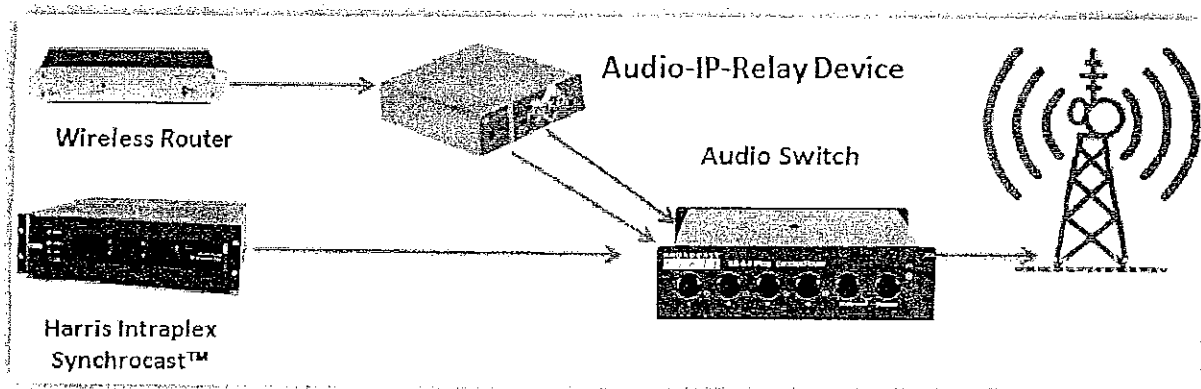 Audio-IP-Relay Device
Wireless Router
Audio Switch
Harris Intraplex
Synchrocast™